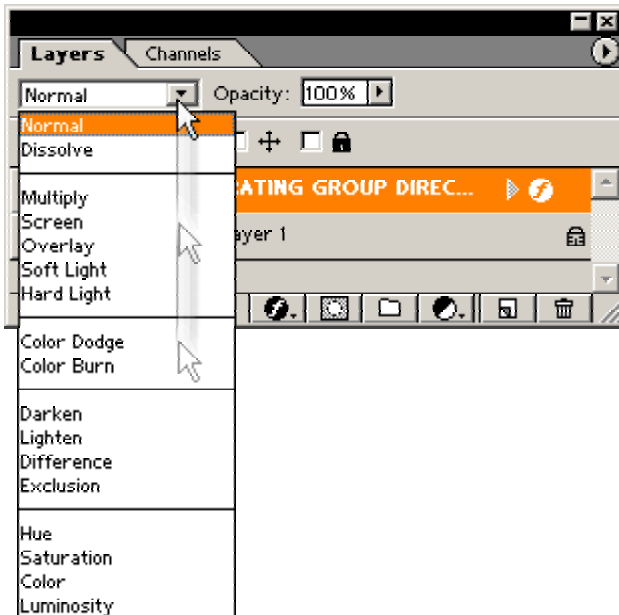 Layers Channels
Normal Opacity: 100%
Normal
Dissolve
ATING GROUP DIREC...
Multiply
Screen
ayer 1
Overlay
Soft Light
Hard Light
Color Dodge
Color Burn
Darken
Lighten
Difference
Exclusion
Hue
Saturation
Color
Luminosity